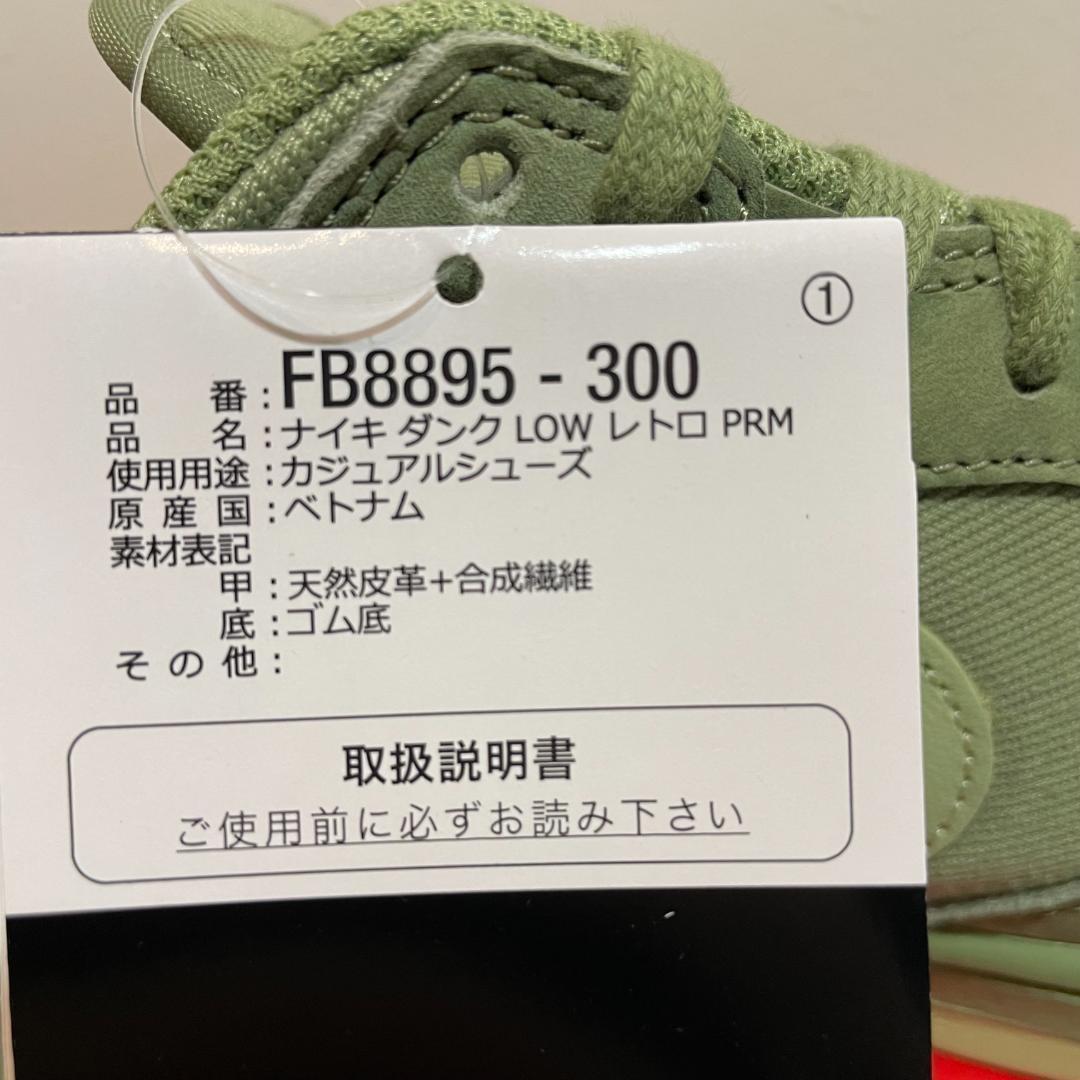 ①
品 番 : FB8895 - 300
品 名 : ナイキ ダンク LOW レトロ PRM
使用用途 : カジュアルシューズ
原 産 国 : ベトナム
素材表記
甲 : 天然皮革+合成繊維
底 : ゴム底
そ の 他 :
取扱説明書
ご使用前に必ずお読み下さい